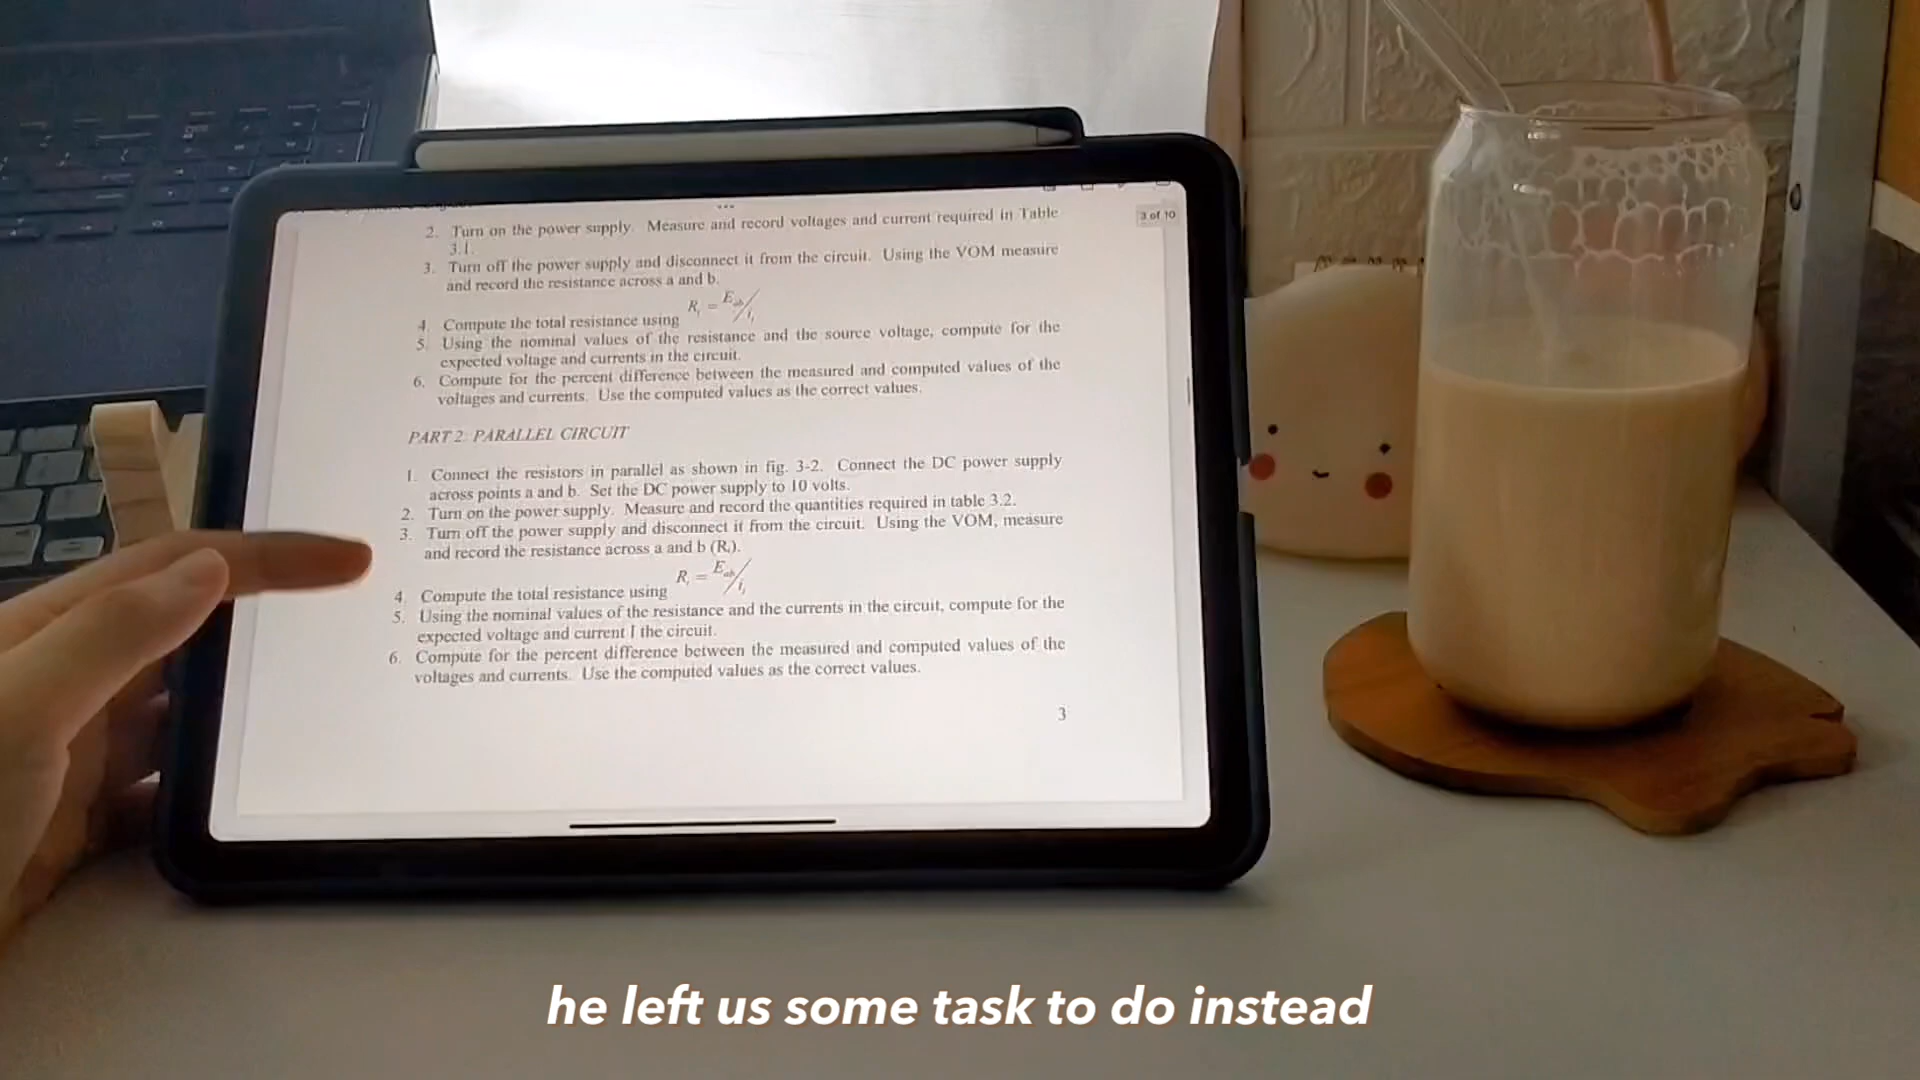 3 of 10
2. Turn on the power supply. Measure and record voltages and current required in Table
3.1.
3. Turn off the power supply and disconnect it from the circuit. Using the VOM measure
and record the resistance across a and b.
4. Compute the total resistance using R_t = E_ab/i_t
5. Using the nominal values of the resistance and the source voltage, compute for the
expected voltage and currents in the circuit.
6. Compute for the percent difference between the measured and computed values of the
voltages and currents. Use the computed values as the correct values.
PART 2: PARALLEL CIRCUIT
1. Connect the resistors in parallel as shown in fig. 3-2. Connect the DC power supply
across points a and b. Set the DC power supply to 10 volts.
2. Turn on the power supply. Measure and record the quantities required in table 3.2.
3. Turn off the power supply and disconnect it from the circuit. Using the VOM, measure
and record the resistance across a and b (R_t).
4. Compute the total resistance using R_t = E_ab/i_t
5. Using the nominal values of the resistance and the currents in the circuit, compute for the
expected voltage and current I the circuit.
6. Compute for the percent difference between the measured and computed values of the
voltages and currents. Use the computed values as the correct values.
3
he left us some task to do instead